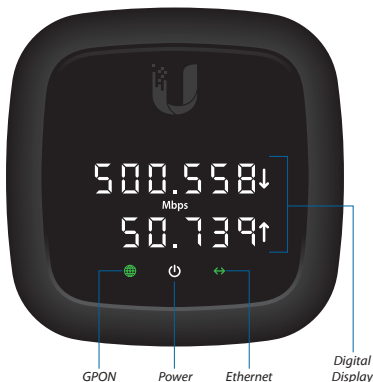 500.558↓
Mbps
50.739↑
GPON Power Ethernet Digital
Display